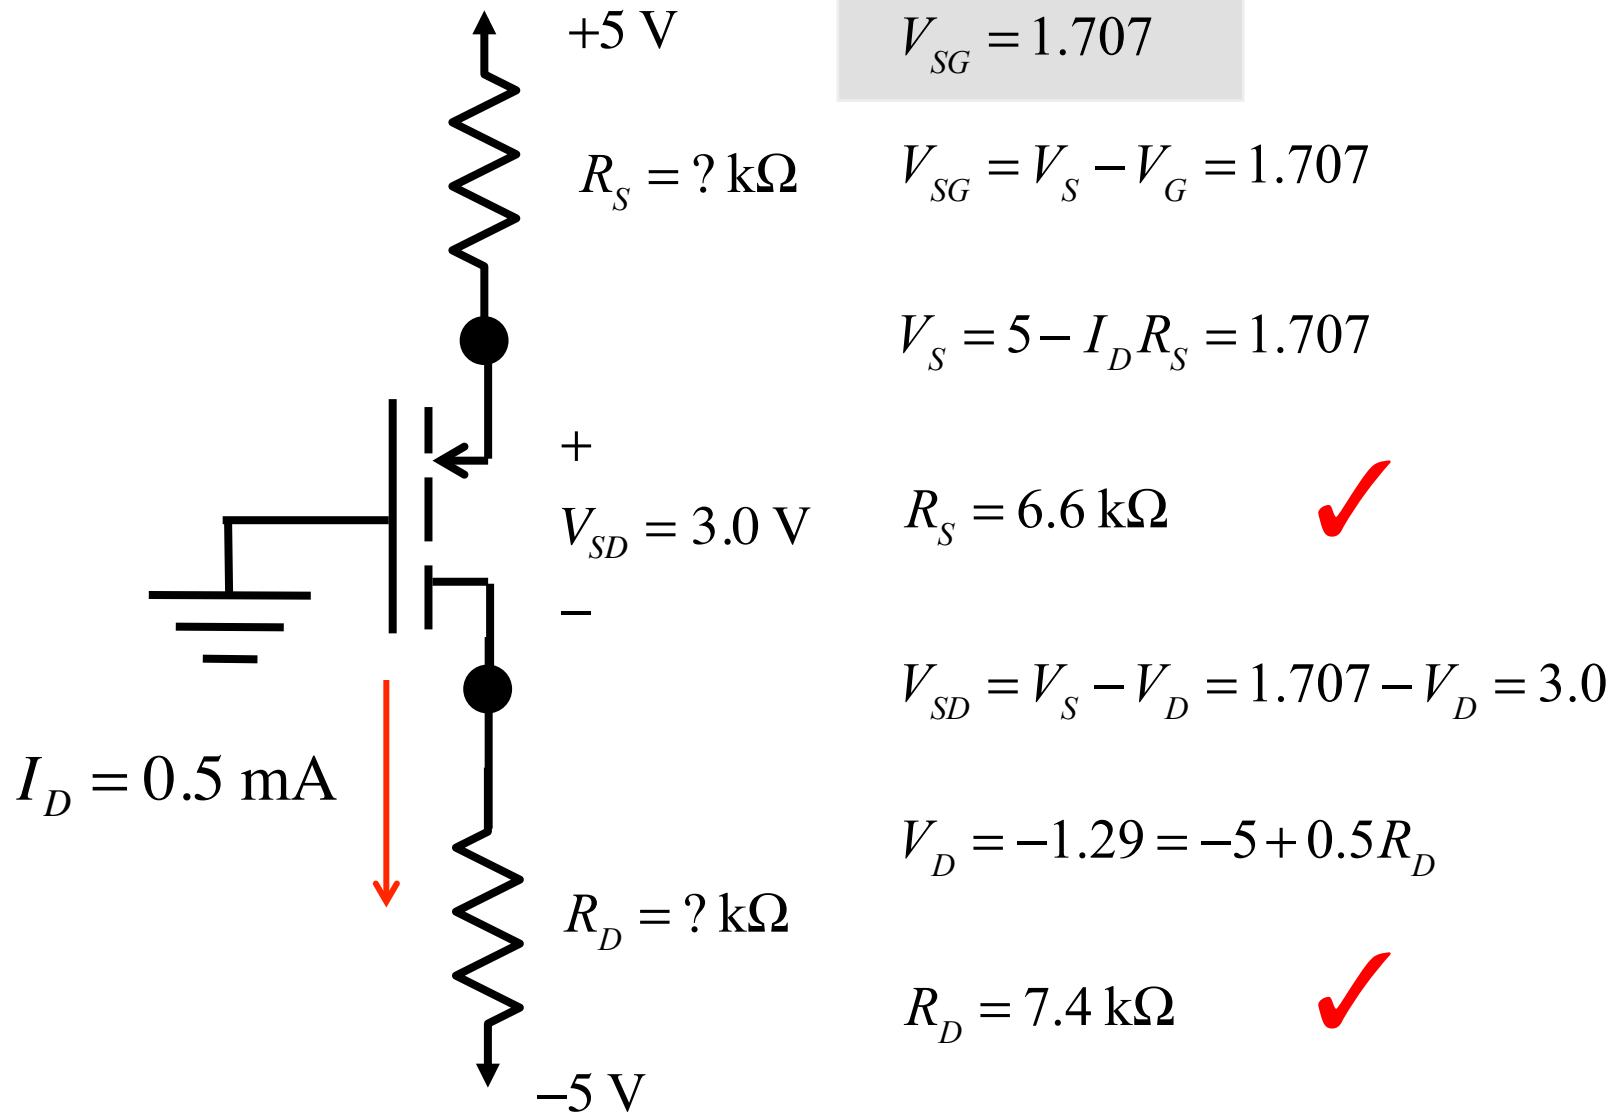 +5 V
R_S = ? kΩ
+
V_SD = 3.0 V
−
I_D = 0.5 mA
R_D = ? kΩ
−5 V
V_SG = 1.707
V_SG = V_S − V_G = 1.707
V_S = 5 − I_D R_S = 1.707
R_S = 6.6 kΩ ✓
V_SD = V_S − V_D = 1.707 − V_D = 3.0
V_D = −1.29 = −5 + 0.5R_D
R_D = 7.4 kΩ ✓